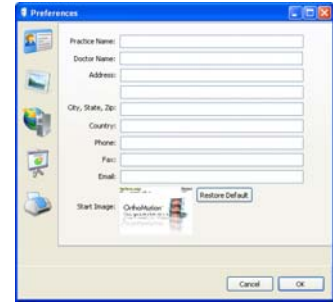 Preferences
Practice Name:
Doctor Name:
Address:
City, State, Zip:
Country:
Phone:
Fax:
Email:
Start Image:
OrthoMation
Restore Default
Cancel
OK